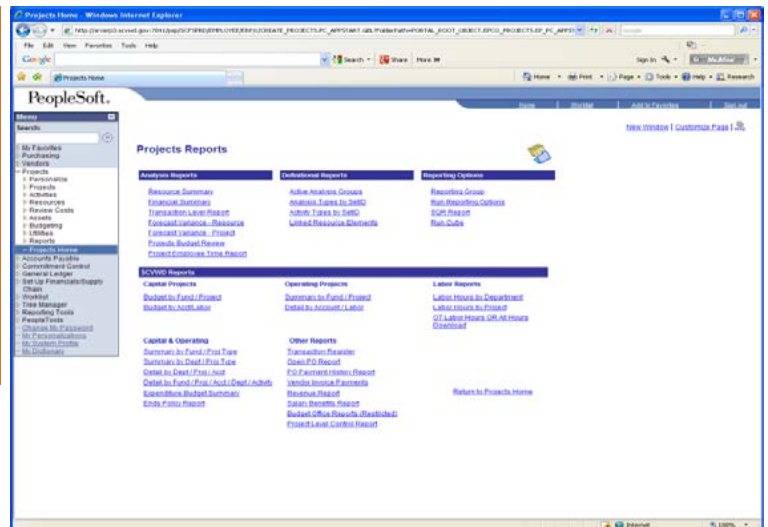 Projects Home - Windows Internet Explorer
File Edit View Favorites Tools Help
Google
Search
Share
More >>
Sign In
Projects Home
Home
Print
Page
Tools
Help
Research
PeopleSoft.
Home
Worklist
Add to Favorites
Sign out
Menu
Search:
New Window | Customize Page
My Favorites
Purchasing
Vendors
Projects
Personalize
Projects
Activities
Resources
Review Costs
Assets
Budgeting
Utilities
Reports
Projects Home
Accounts Payable
Commitment Control
General Ledger
Set Up Financials/Supply
Chain
Worklist
Tree Manager
Reporting Tools
PeopleTools
Change My Password
My Personalizations
My System Profile
My Dictionary
Projects Reports
Analysis Reports
Resource Summary
Financial Summary
Transaction Level Report
Forecast Variance - Resource
Forecast Variance - Project
Projects Budget Review
Project Employee Time Report
Definitional Reports
Active Analysis Groups
Analysis Types by SetID
Activity Types by SetID
Linked Resource Elements
Reporting Options
Reporting Group
Run Reporting Options
SQR Report
Run Cube
SCVWD Reports
Capital Projects
Budget by Fund / Project
Budget by Acct/Labor
Operating Projects
Summary by Fund / Project
Detail by Account / Labor
Labor Reports
Labor Hours by Department
Labor Hours by Project
OT Labor Hours OR All Hours
Download
Capital & Operating
Summary by Fund / Proj Type
Summary by Dept / Proj Type
Detail by Dept / Proj / Acct
Detail by Fund / Proj / Acct / Dept / Activity
Expenditure Budget Summary
Ends Policy Report
Other Reports
Transaction Register
Open PO Report
PO Payment History Report
Vendor Invoice Payments
Revenue Report
Salary Benefits Report
Budget Office Reports (Restricted)
Project Level Control Report
Return to Projects Home
Internet
100%